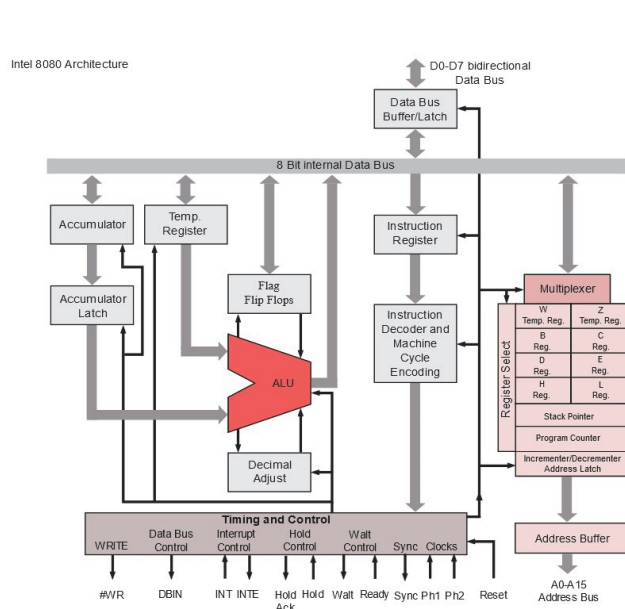 Intel 8080 Architecture
D0-D7 bidirectional
Data Bus
Data Bus
Buffer/Latch
8 Bit internal Data Bus
Accumulator
Temp.
Register
Instruction
Register
Accumulator
Latch
Flag
Flip Flops
Instruction
Decoder and
Machine
Cycle
Encoding
ALU
Decimal
Adjust
Multiplexer
Register Select
W
Temp. Reg.
Z
Temp. Reg.
B
Reg.
C
Reg.
D
Reg.
E
Reg.
H
Reg.
L
Reg.
Stack Pointer
Program Counter
Incrementer/Decrementer
Address Latch
Address Buffer
A0-A15
Address Bus
Timing and Control
WRITE
Data Bus
Control
Interrupt
Control
Hold
Control
Wait
Control
Sync
Clocks
#WR
DBIN
INT
INTE
Hold
Ack
Hold
Wait
Ready
Sync
Ph1
Ph2
Reset